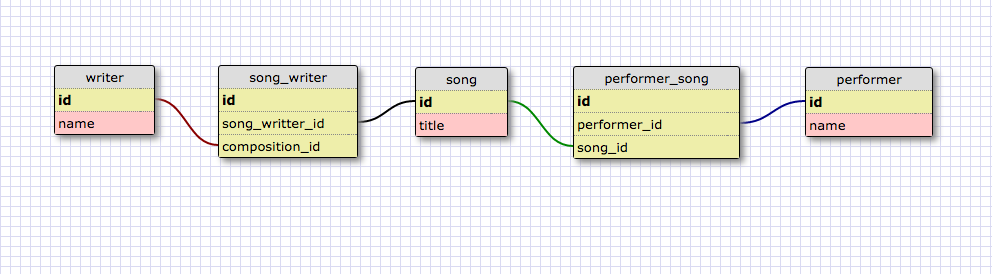 writer
id
name
song_writer
id
song_writter_id
composition_id
song
id
title
performer_song
id
performer_id
song_id
performer
id
name